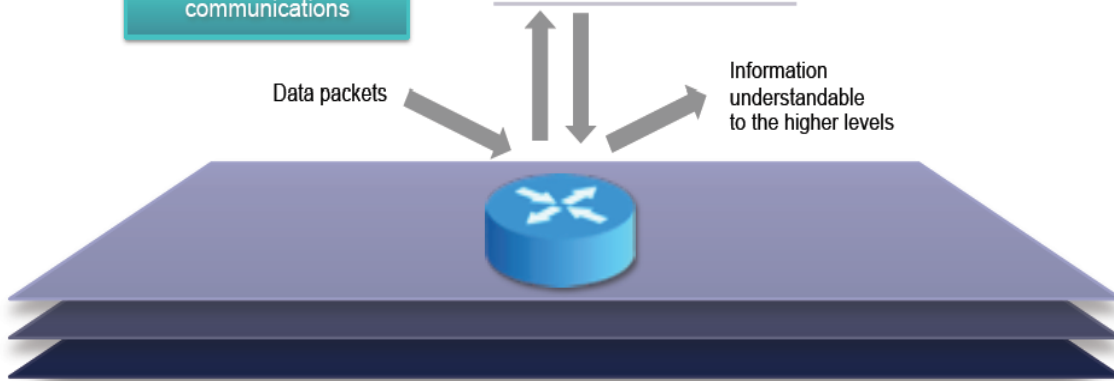 communications
Data packets
Information
understandable
to the higher levels